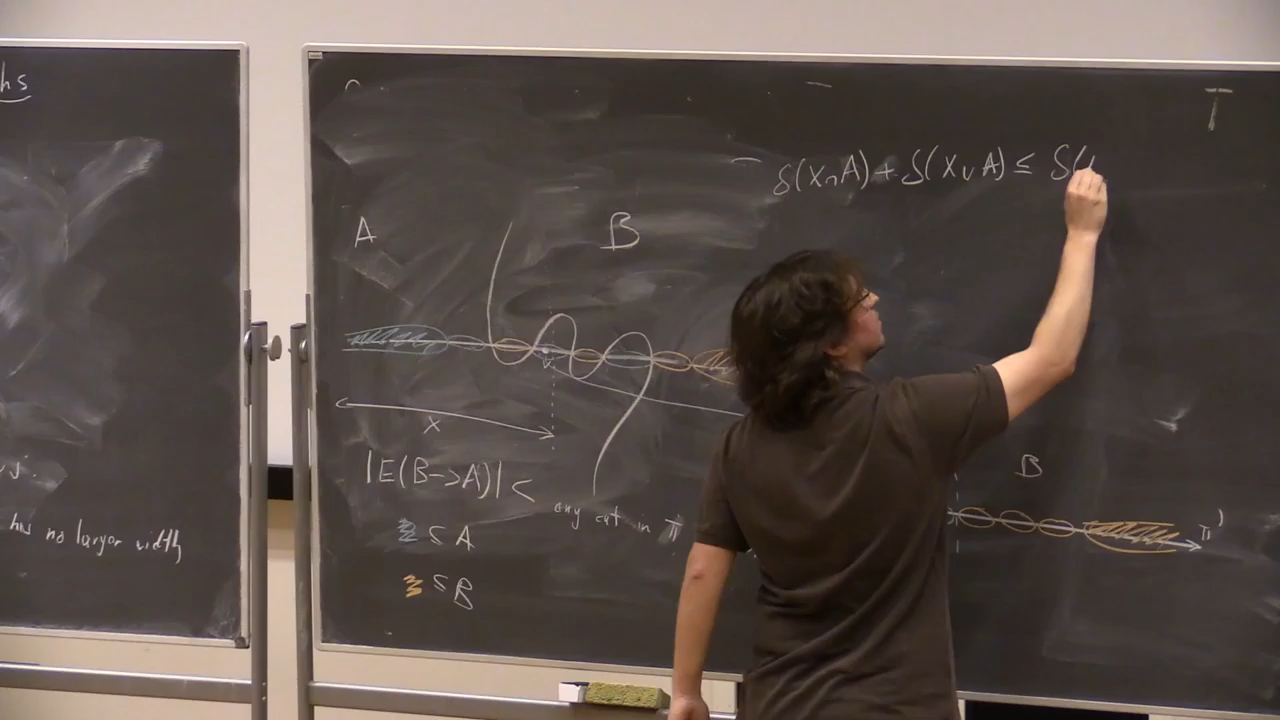 hs
has no larger width
T
δ(X∩A) + δ(X∪A) ≤ δ(
A
B
X
|E(B->A)| <
any cut in π
⊆ A
⊆ B
B
π'